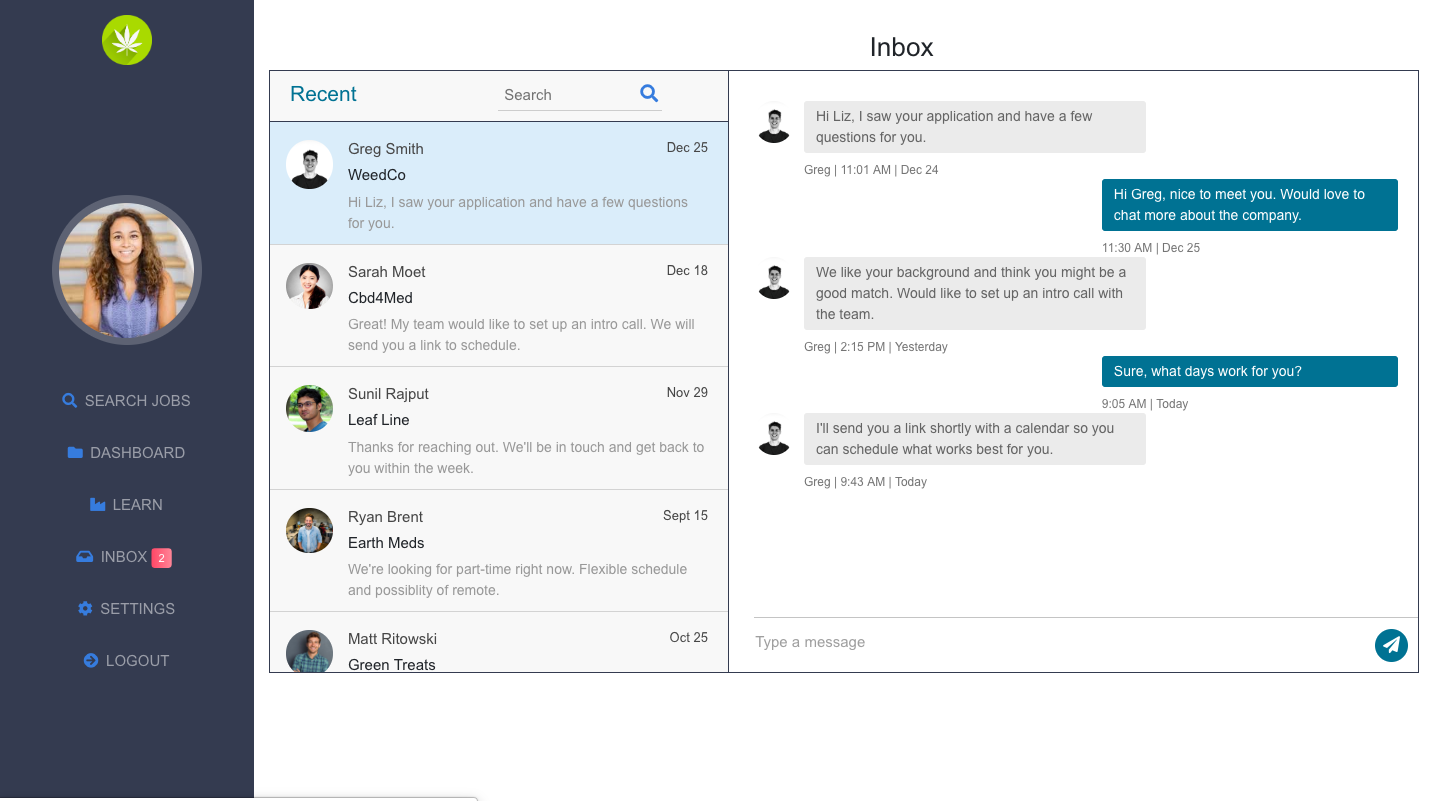 Inbox
Recent
Search
Greg Smith
Dec 25
WeedCo
Hi Liz, I saw your application and have a few questions
for you.
Sarah Moet
Dec 18
Cbd4Med
Great! My team would like to set up an intro call. We will
send you a link to schedule.
Sunil Rajput
Nov 29
Leaf Line
Thanks for reaching out. We'll be in touch and get back to
you within the week.
Ryan Brent
Sept 15
Earth Meds
We're looking for part-time right now. Flexible schedule
and possiblity of remote.
Matt Ritowski
Oct 25
Green Treats
Hi Liz, I saw your application and have a few
questions for you.
Greg | 11:01 AM | Dec 24
Hi Greg, nice to meet you. Would love to
chat more about the company.
11:30 AM | Dec 25
We like your background and think you might be a
good match. Would like to set up an intro call with
the team.
Greg | 2:15 PM | Yesterday
Sure, what days work for you?
9:05 AM | Today
I'll send you a link shortly with a calendar so you
can schedule what works best for you.
Greg | 9:43 AM | Today
Type a message
SEARCH JOBS
DASHBOARD
LEARN
INBOX 2
SETTINGS
LOGOUT